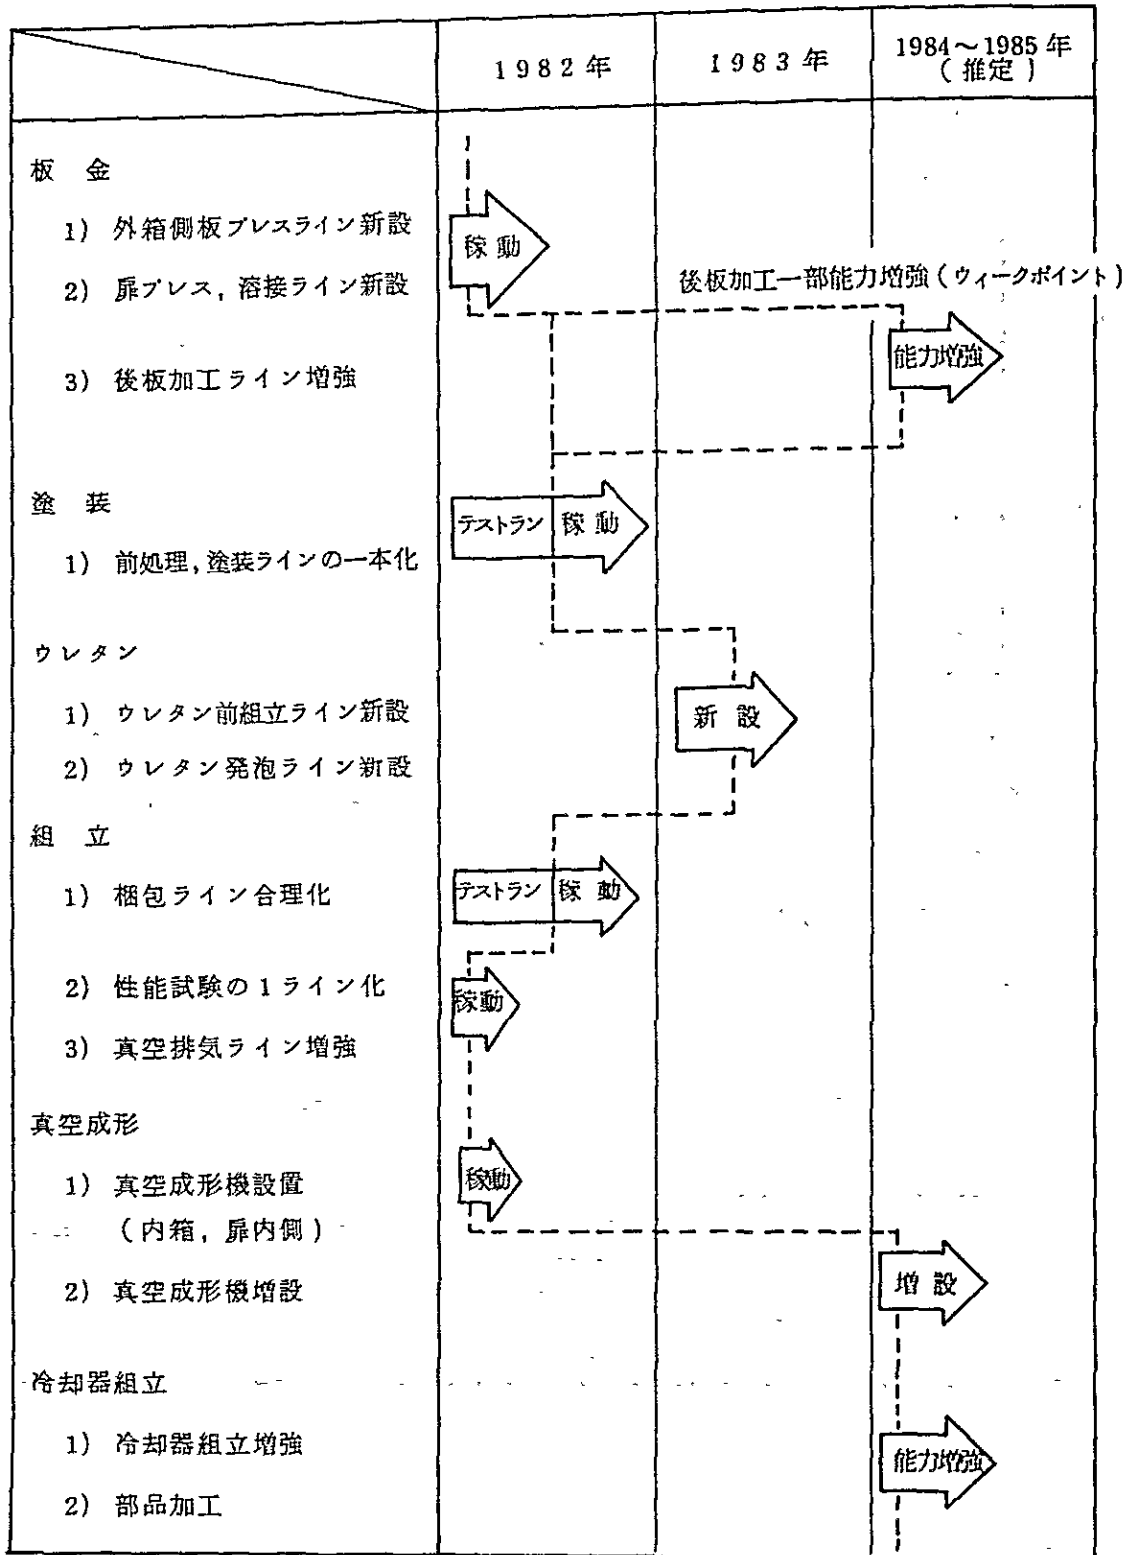 1982年
1983年
1984～1985年
(推定)
板 金
1) 外箱側板プレスライン新設
稼動
2) 扉プレス, 溶接ライン新設
後板加工一部能力増強(ウィークポイント)
3) 後板加工ライン増強
能力増強
塗 装
テストラン 稼動
1) 前処理, 塗装ラインの一本化
ウレタン
1) ウレタン前組立ライン新設
新設
2) ウレタン発泡ライン新設
組 立
1) 梱包ライン合理化
テストラン 稼動
2) 性能試験の1ライン化
稼動
3) 真空排気ライン増強
真空成形
1) 真空成形機設置
稼動
(内箱, 扉内側)
2) 真空成形機増設
増設
冷却器組立
1) 冷却器組立増強
能力増強
2) 部品加工